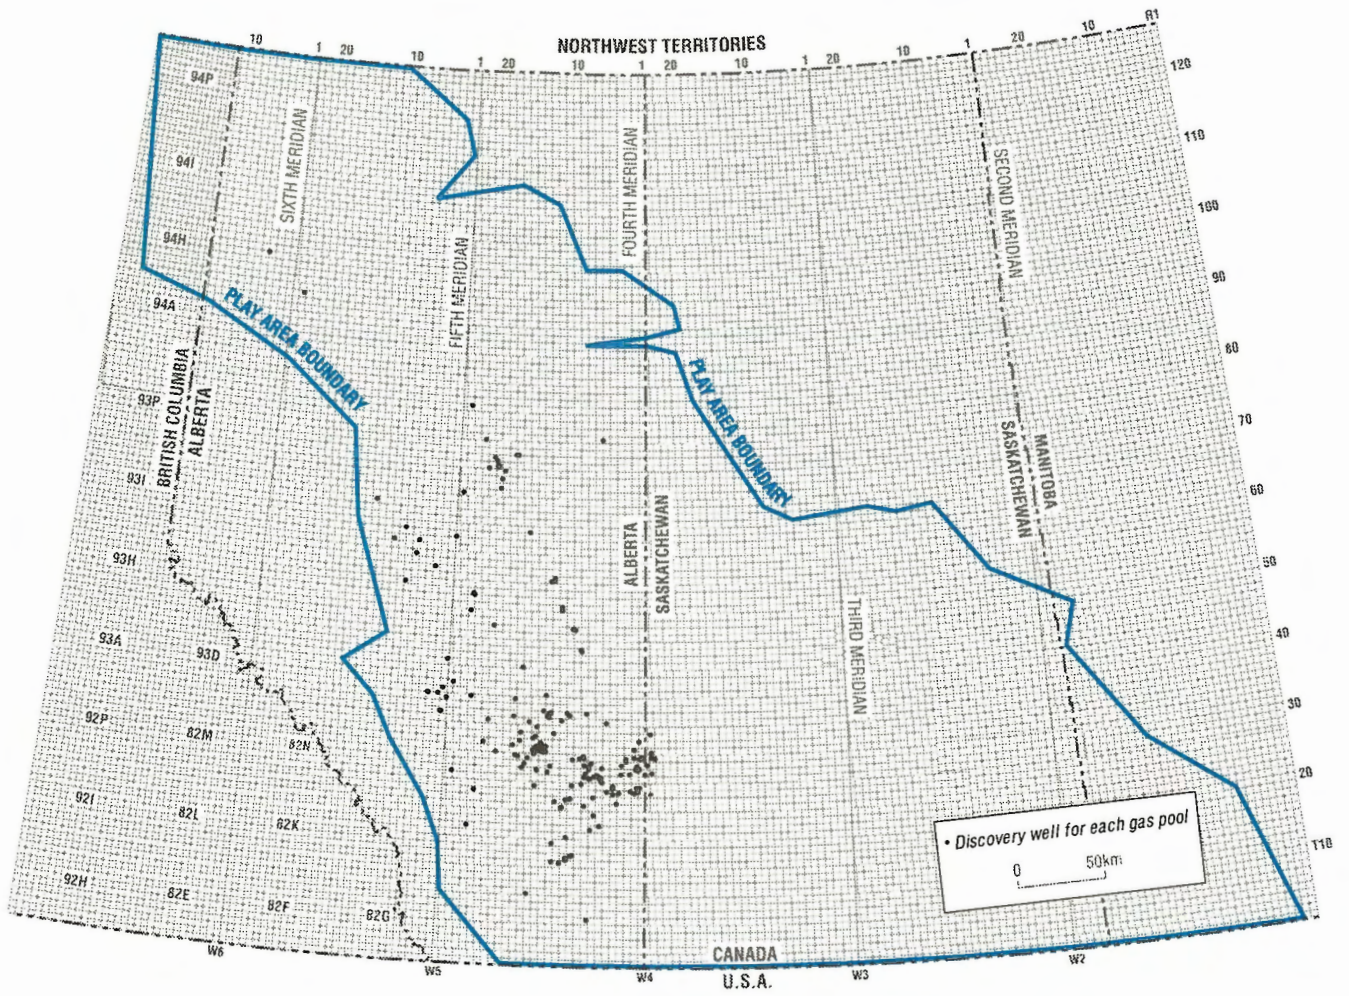 NORTHWEST TERRITORIES
10 1 20 10 1 20 10 1 20 10 1 20 10 1 20 10 R1
120
110
100
90
80
70
60
50
40
30
20
T10
94P
94I
94H
94A
93P
93I
93H
93A
93D
92P
82M
82N
92I
82L
82K
92H
82E
82F
82G
SIXTH MERIDIAN
FIFTH MERIDIAN
FOURTH MERIDIAN
THIRD MERIDIAN
SECOND MERIDIAN
PLAY AREA BOUNDARY
PLAY AREA BOUNDARY
BRITISH COLUMBIA
ALBERTA
ALBERTA
SASKATCHEWAN
SASKATCHEWAN
MANITOBA
• Discovery well for each gas pool
0 50km
W6 W5 W4 W3 W2
CANADA
U.S.A.